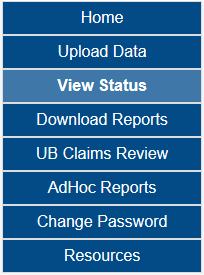 Home
Upload Data
View Status
Download Reports
UB Claims Review
AdHoc Reports
Change Password
Resources